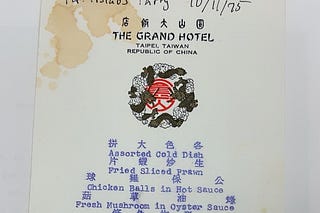 Party 10/11/75
圓山大飯店
THE GRAND HOTEL
TAIPEI, TAIWAN
REPUBLIC OF CHINA
各色大拼
Assorted Cold Dish
生炒蝦片
Fried Sliced Prawn
公保雞球
Chicken Balls in Hot Sauce
蠔油草菇
Fresh Mushroom in Oyster Sauce